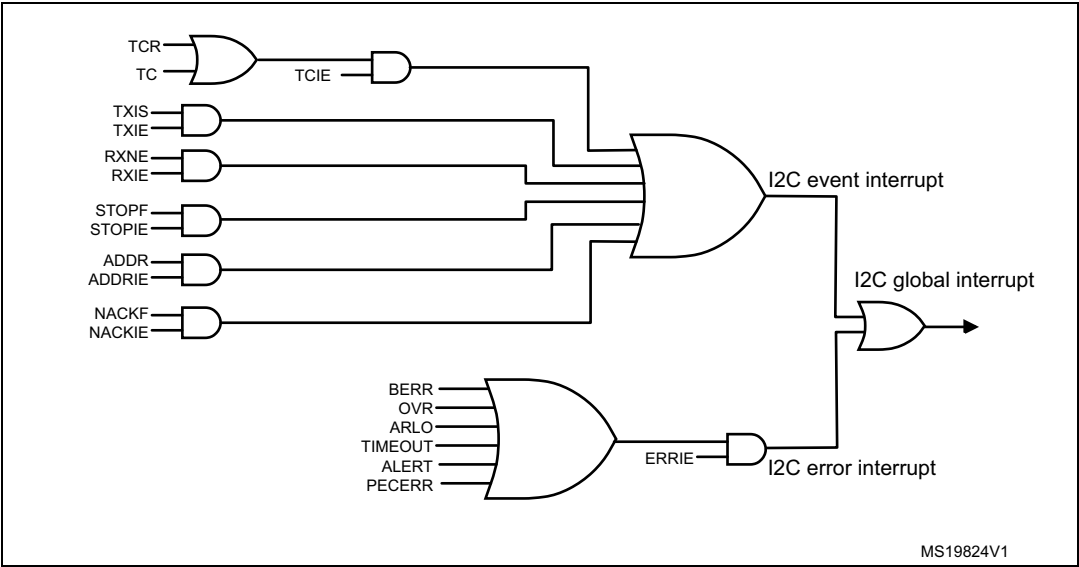 TCR
TC
TCIE
TXIS
TXIE
RXNE
RXIE
STOPF
STOPIE
ADDR
ADDRIE
NACKF
NACKIE
I2C event interrupt
I2C global interrupt
BERR
OVR
ARLO
TIMEOUT
ALERT
PECERR
ERRIE
I2C error interrupt
MS19824V1